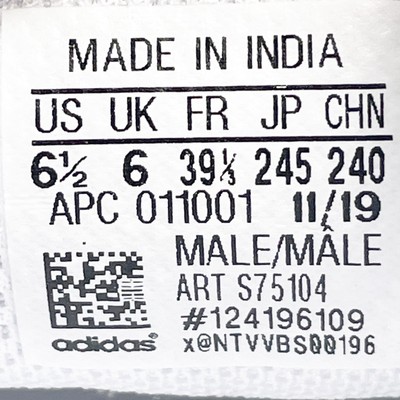 MADE IN INDIA
US UK FR JP CHN
6½ 6 39⅓ 245 240
APC 011001 11/19
MALE/MÂLE
ART S75104
#124196109
adidas x@NTVVBS00196